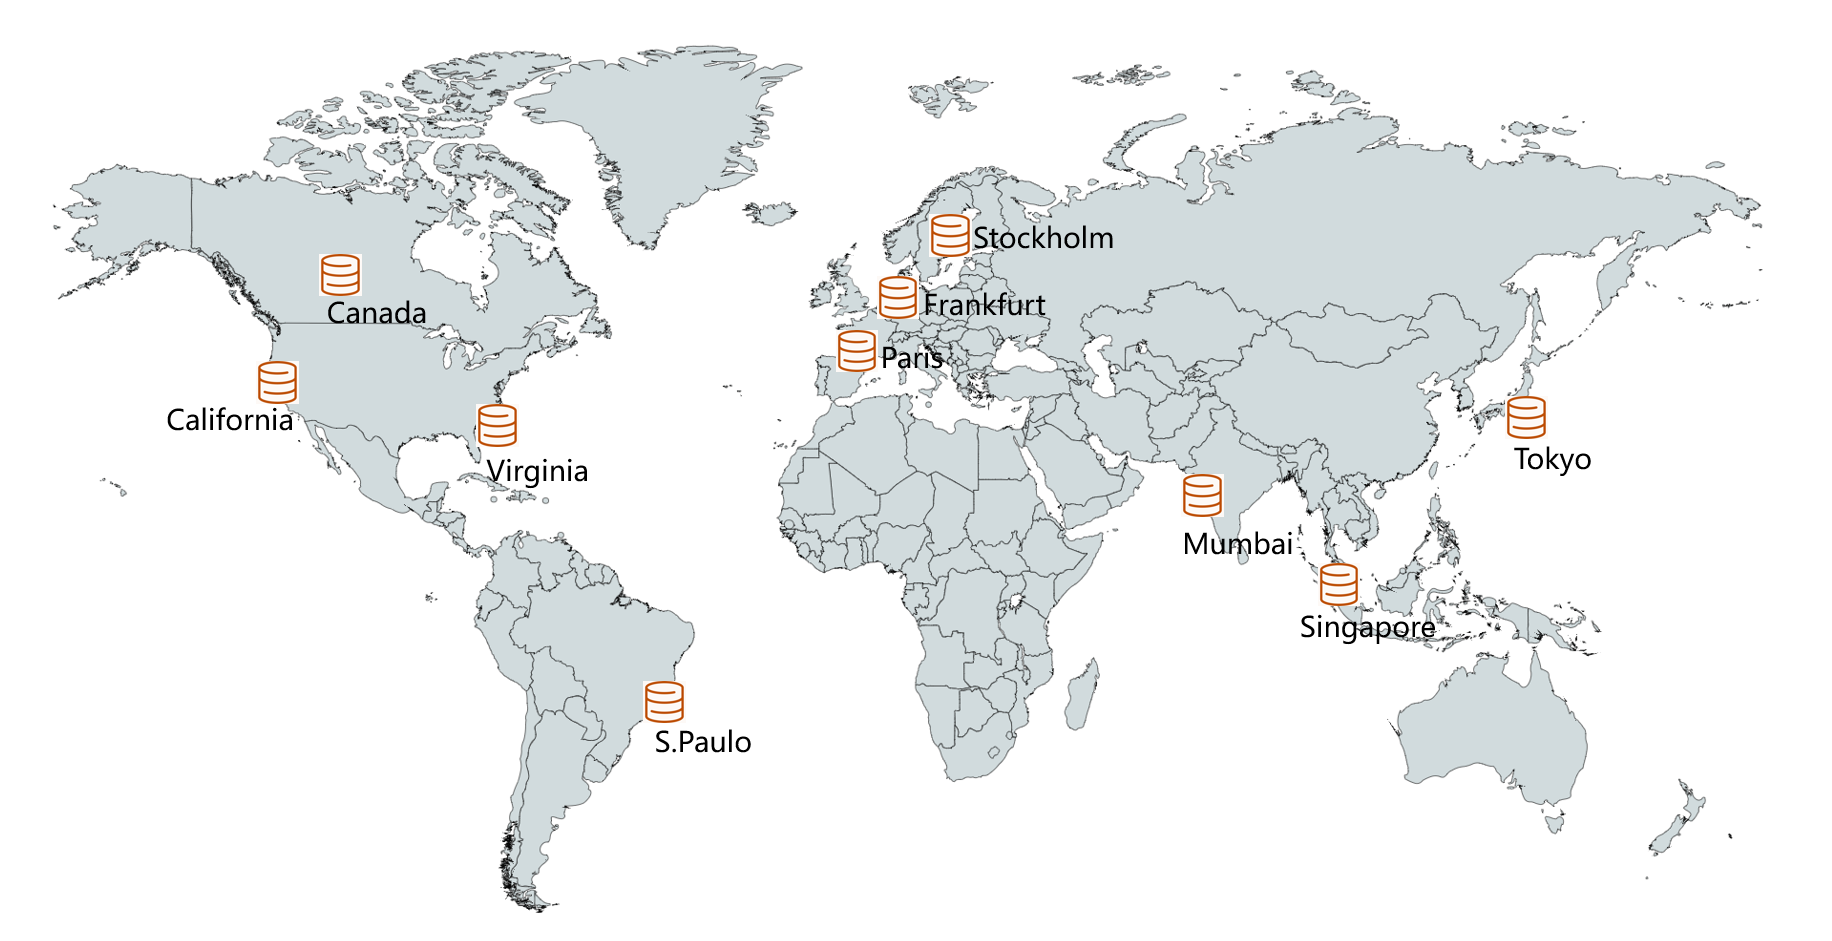 Stockholm
Canada
Frankfurt
Paris
California
Virginia
Tokyo
Mumbai
Singapore
S.Paulo